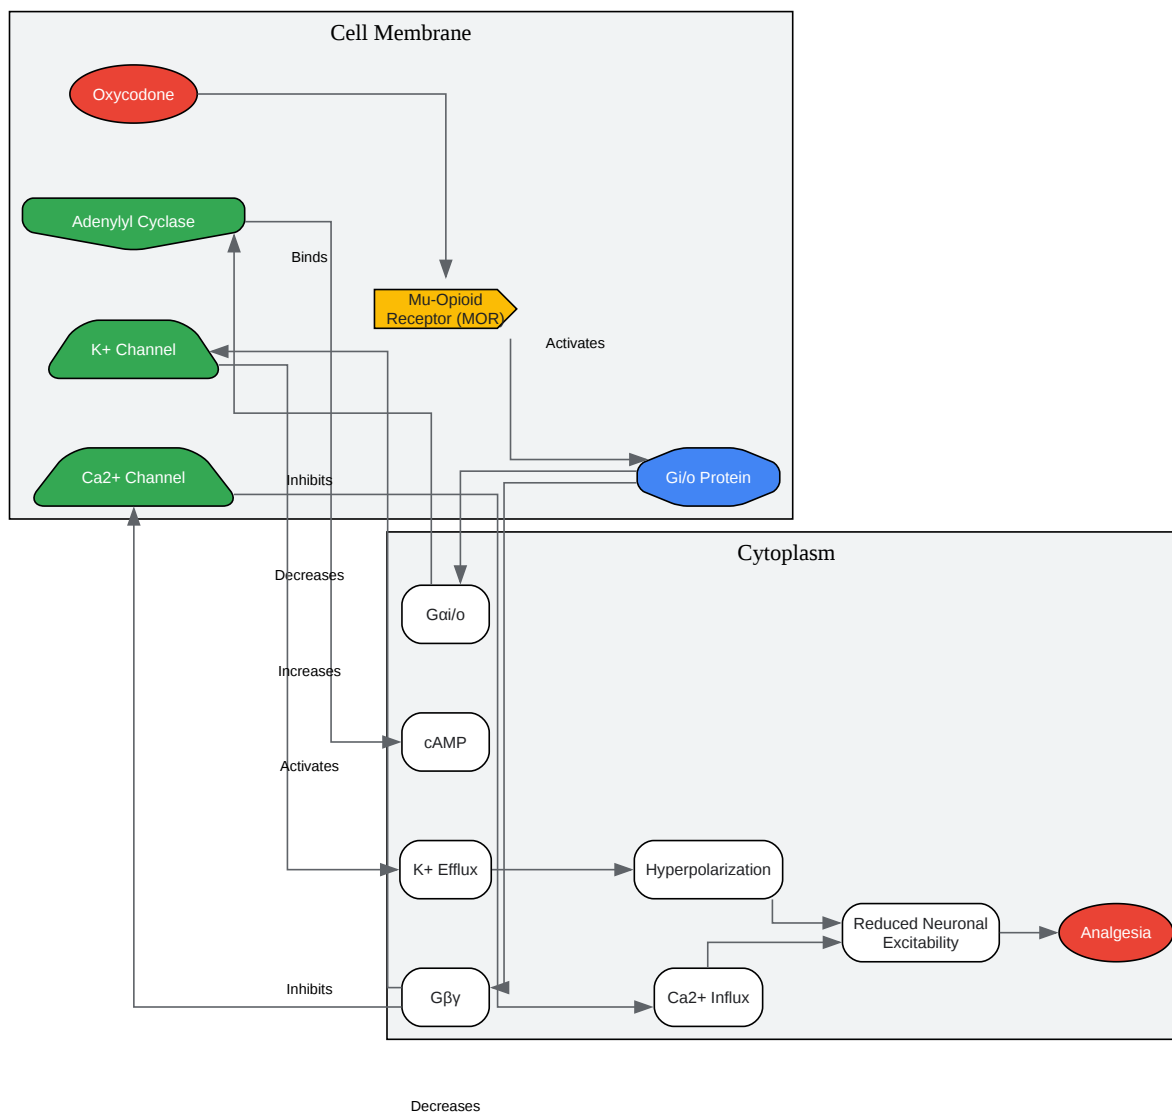 Cell Membrane
Oxycodone
Adenylyl Cyclase
Binds
Mu-Opioid
Receptor (MOR)
Activates
K+ Channel
Ca2+ Channel
Inhibits
Gi/o Protein
Cytoplasm
Decreases
Gαi/o
Increases
cAMP
Activates
K+ Efflux
Hyperpolarization
Reduced Neuronal
Excitability
Analgesia
Inhibits
Gβγ
Ca2+ Influx
Decreases